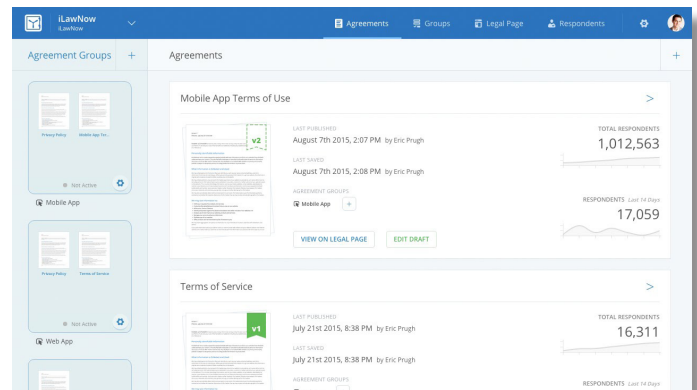 iLawNow
iLawNow
Agreements
Groups
Legal Page
Respondents
Agreement Groups +
Agreements +
Privacy Policy Mobile App Ter...
Not Active
Mobile App
Privacy Policy Terms of Service
Not Active
Web App
Mobile App Terms of Use >
v2
LAST PUBLISHED
August 7th 2015, 2:07 PM by Eric Prugh
LAST SAVED
August 7th 2015, 2:08 PM by Eric Prugh
AGREEMENT GROUPS
Mobile App +
VIEW ON LEGAL PAGE EDIT DRAFT
TOTAL RESPONDENTS
1,012,563
RESPONDENTS Last 14 Days
17,059
Terms of Service >
v1
LAST PUBLISHED
July 21st 2015, 8:38 PM by Eric Prugh
LAST SAVED
July 21st 2015, 8:38 PM by Eric Prugh
AGREEMENT GROUPS
TOTAL RESPONDENTS
16,311
RESPONDENTS Last 14 Days